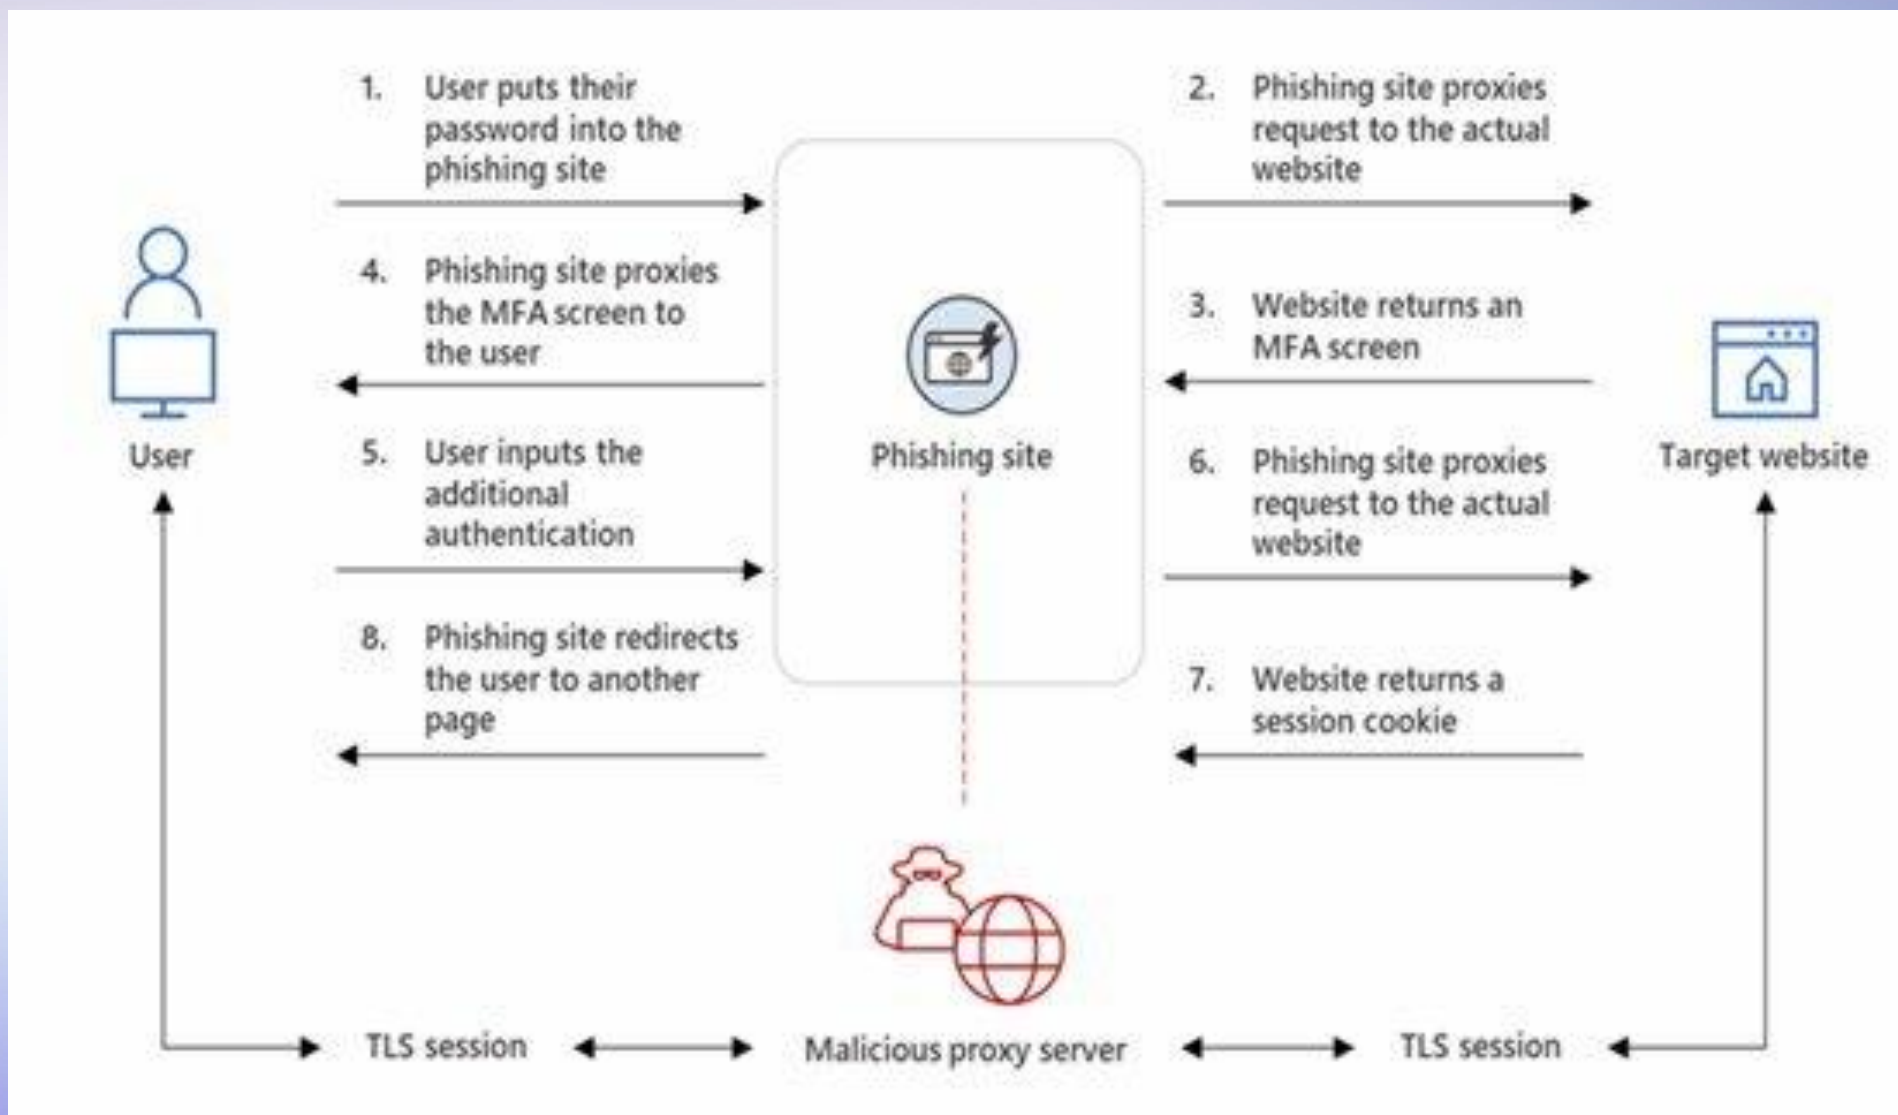 1. User puts their
password into the
phishing site
2. Phishing site proxies
request to the actual
website
4. Phishing site proxies
the MFA screen to
the user
3. Website returns an
MFA screen
User
Phishing site
Target website
5. User inputs the
additional
authentication
6. Phishing site proxies
request to the actual
website
8. Phishing site redirects
the user to another
page
7. Website returns a
session cookie
TLS session
Malicious proxy server
TLS session